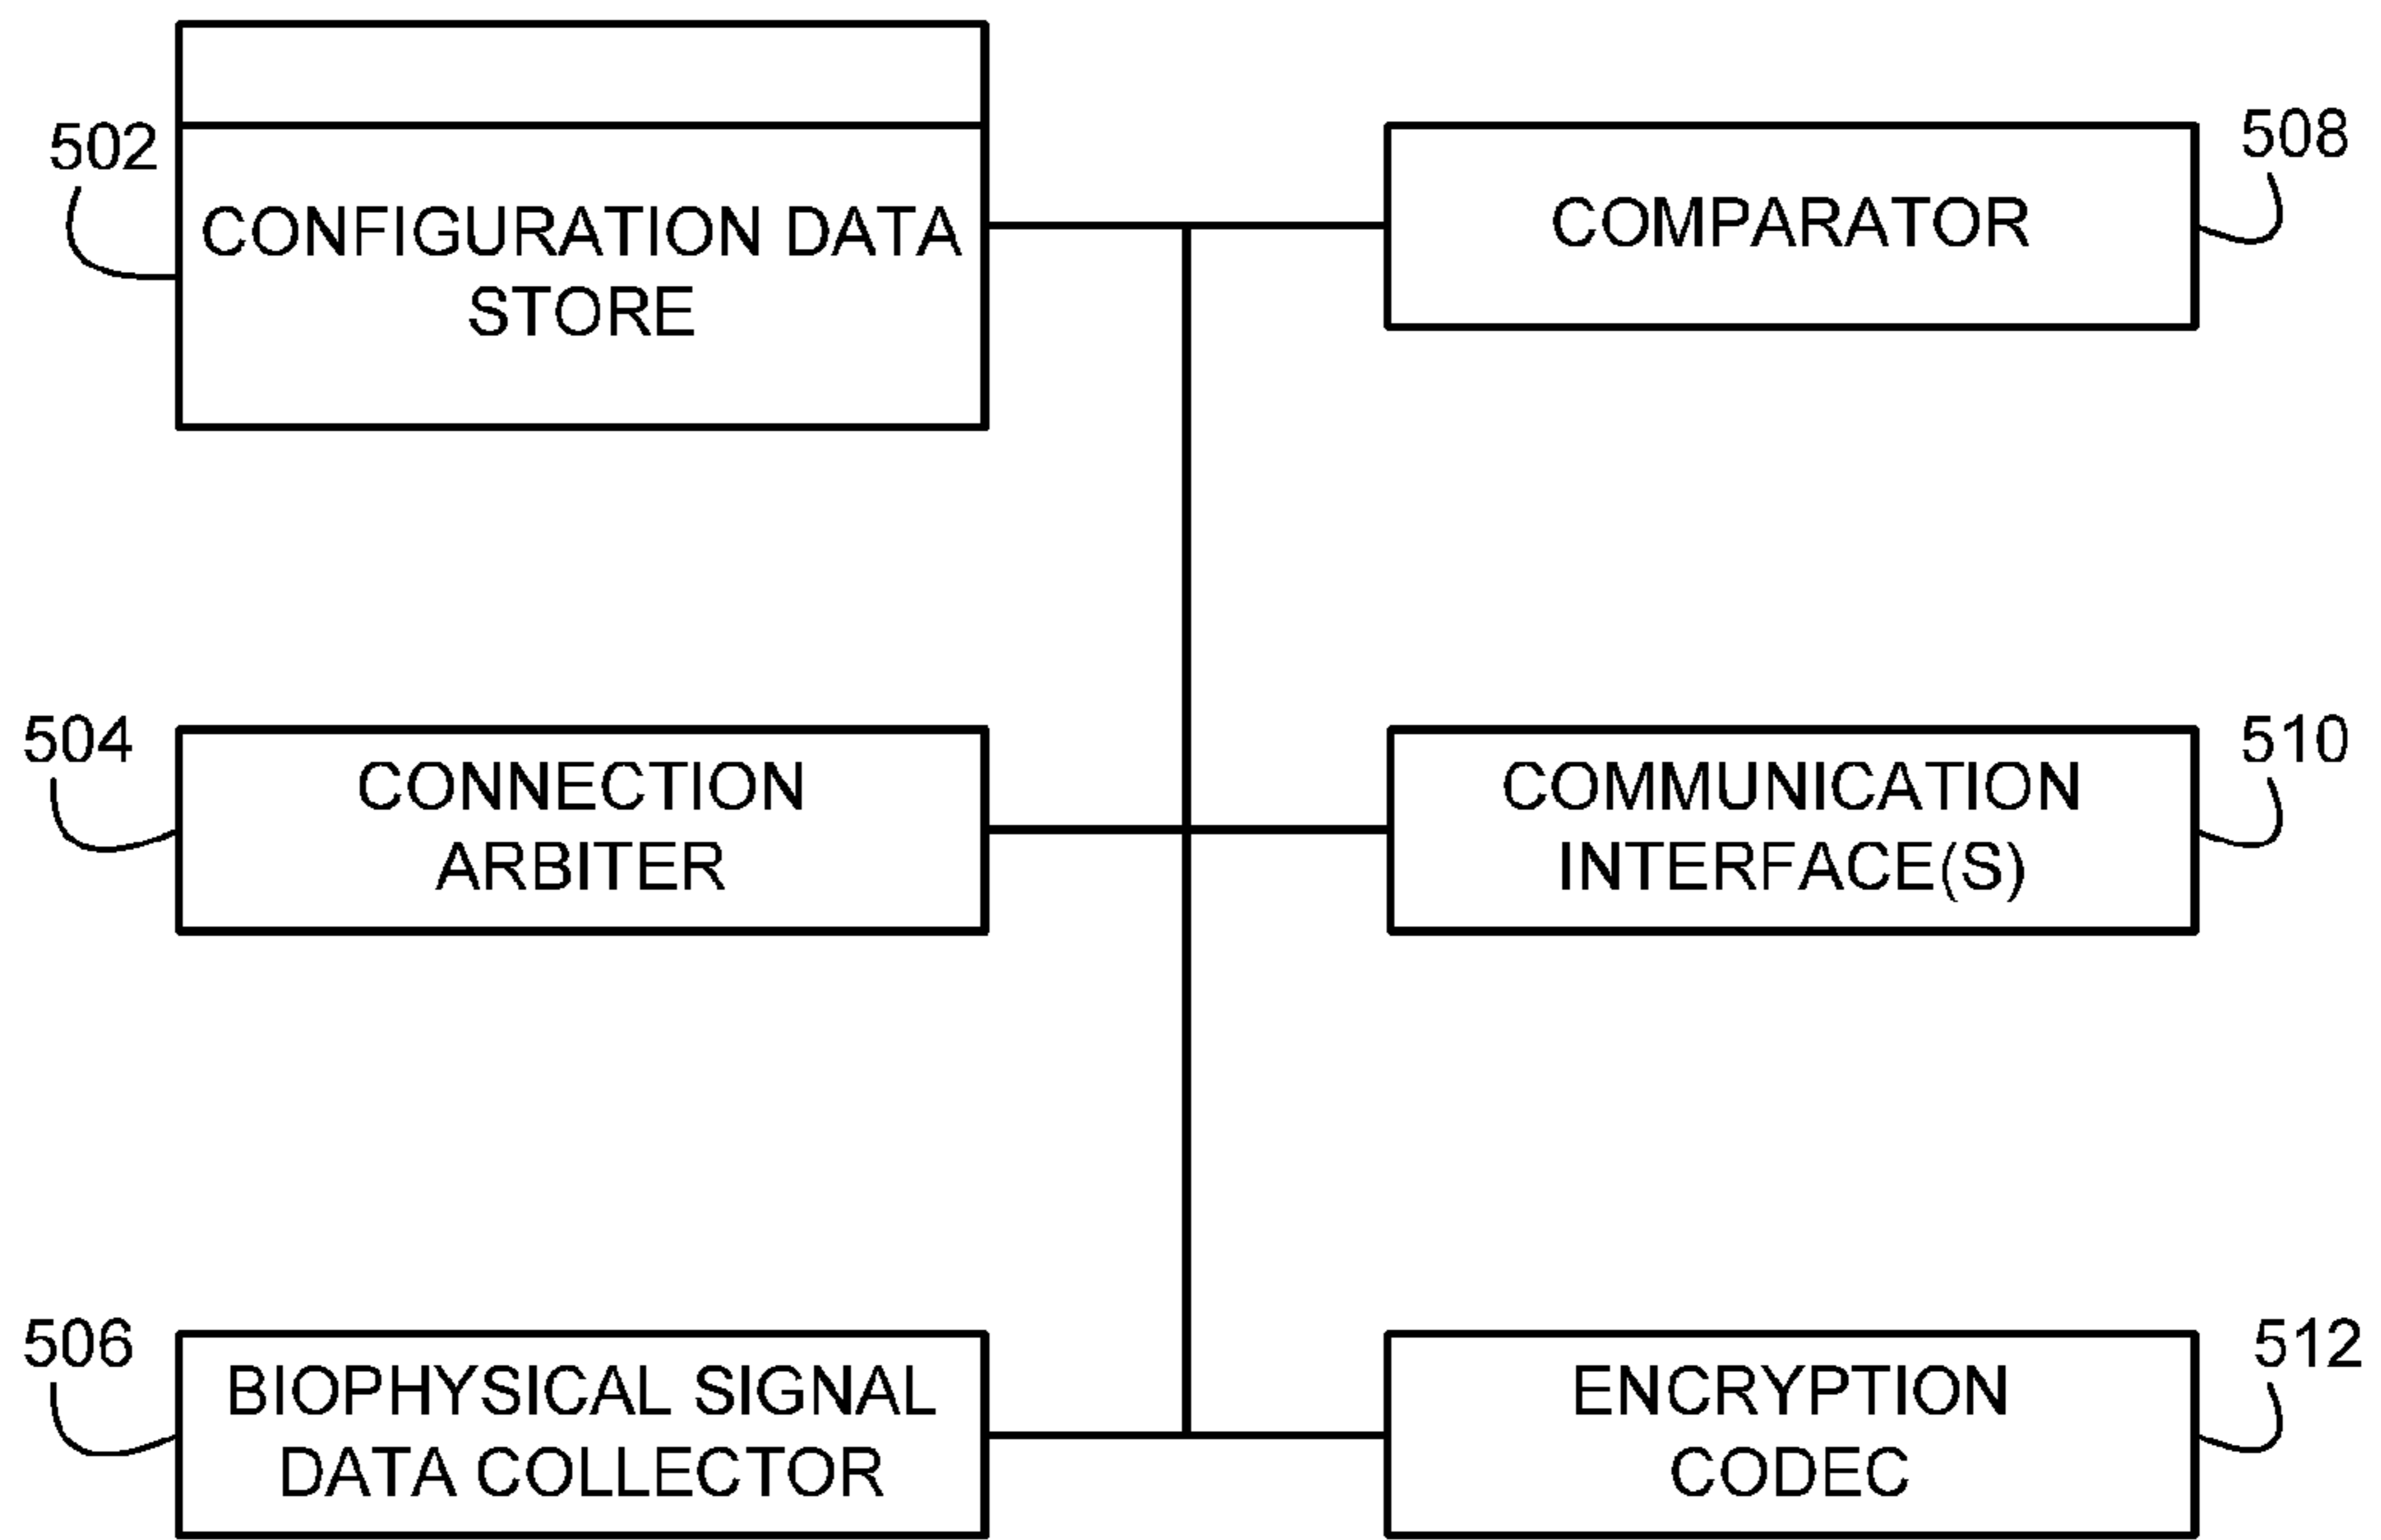 502
CONFIGURATION DATA
STORE
508
COMPARATOR
504
CONNECTION
ARBITER
510
COMMUNICATION
INTERFACE(S)
506
BIOPHYSICAL SIGNAL
DATA COLLECTOR
512
ENCRYPTION
CODEC